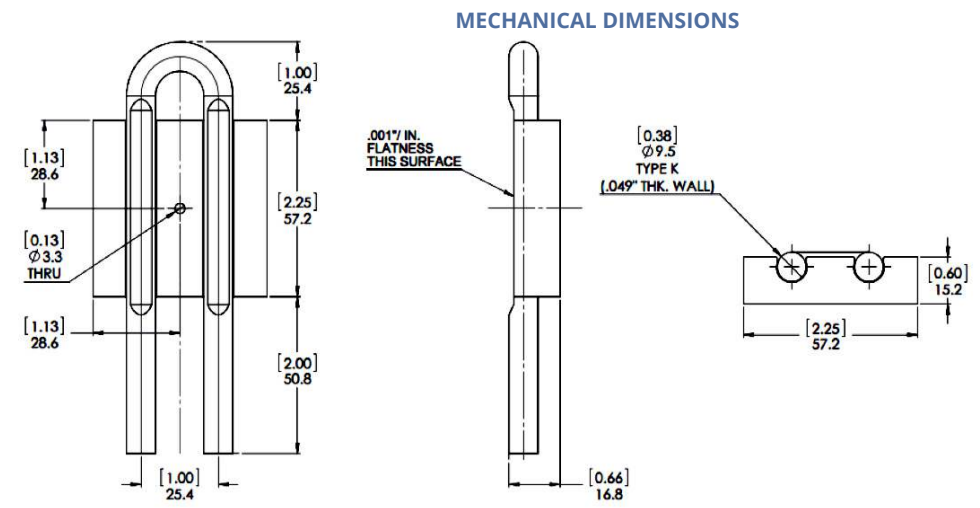 MECHANICAL DIMENSIONS
[1.00]
25.4
[1.13]
28.6
[2.25]
57.2
[0.13]
Ø3.3
THRU
[1.13]
28.6
[2.00]
50.8
[1.00]
25.4
.001"/ IN.
FLATNESS
THIS SURFACE
[0.66]
16.8
[0.38]
Ø9.5
TYPE K
(.049" THK. WALL)
[0.60]
15.2
[2.25]
57.2